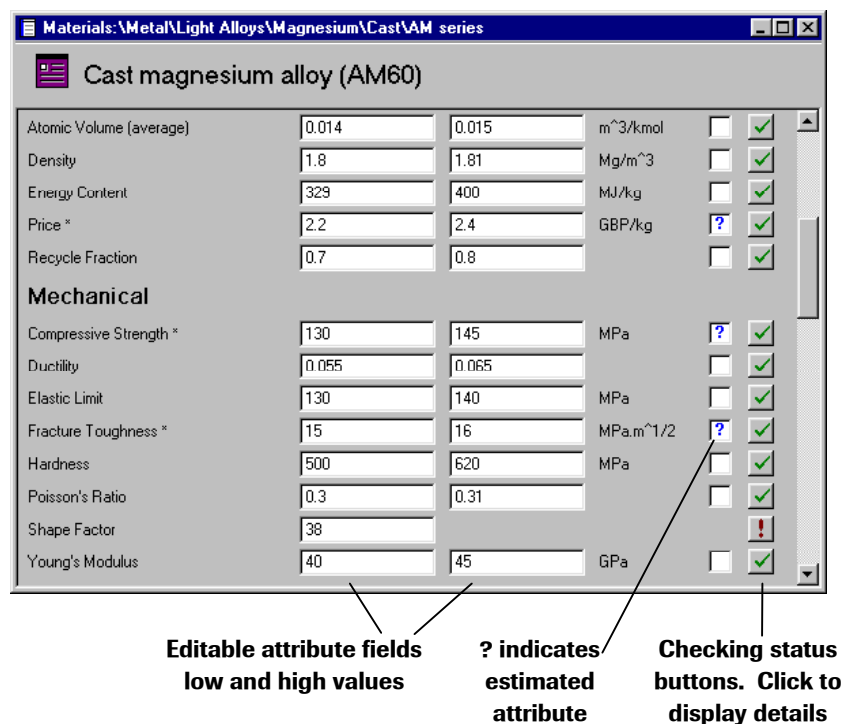 Materials:\Metal\Light Alloys\Magnesium\Cast\AM series
Cast magnesium alloy (AM60)
Atomic Volume (average) 0.014 0.015 m^3/kmol
Density 1.8 1.81 Mg/m^3
Energy Content 329 400 MJ/kg
Price * 2.2 2.4 GBP/kg ?
Recycle Fraction 0.7 0.8
Mechanical
Compressive Strength * 130 145 MPa ?
Ductility 0.055 0.065
Elastic Limit 130 140 MPa
Fracture Toughness * 15 16 MPa.m^1/2 ?
Hardness 500 620 MPa
Poisson's Ratio 0.3 0.31
Shape Factor 38 !
Young's Modulus 40 45 GPa
Editable attribute fields
low and high values
? indicates
estimated
attribute
Checking status
buttons. Click to
display details